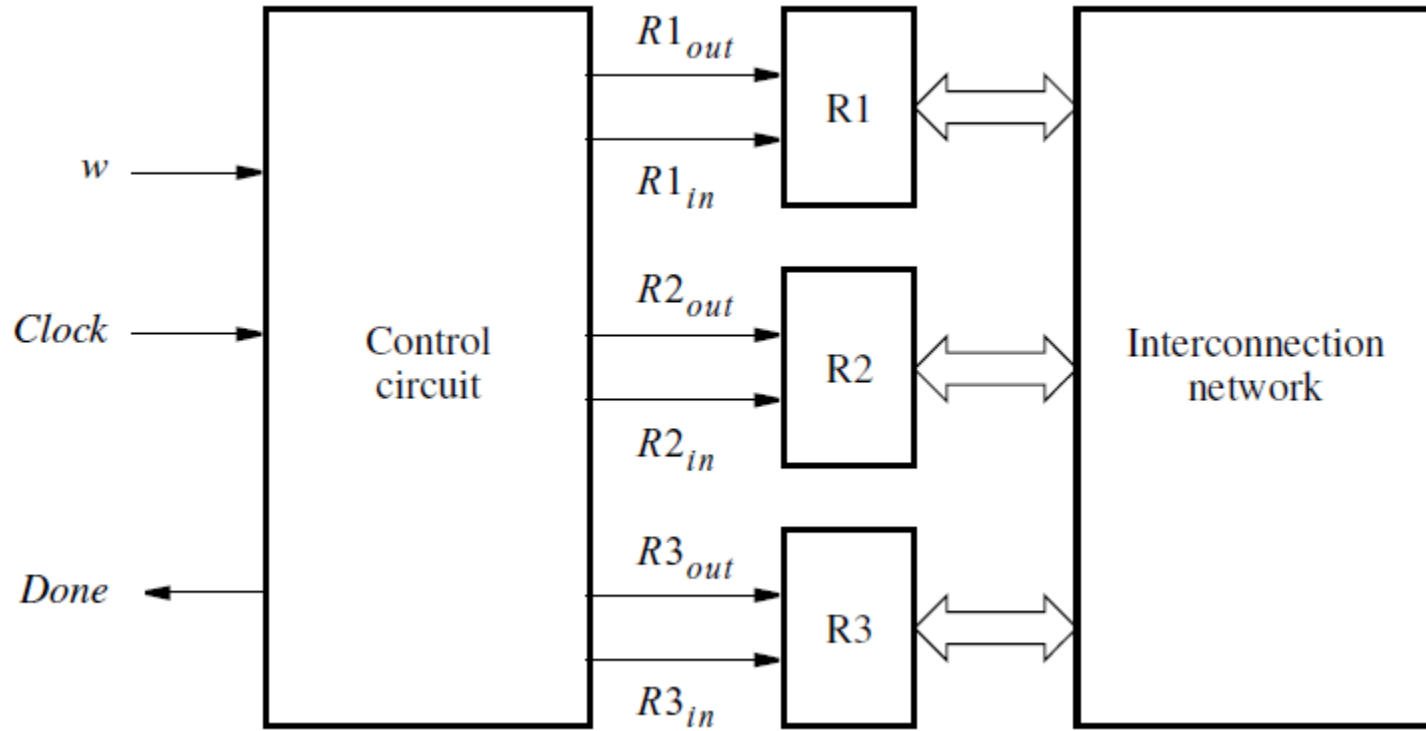 w
Clock
Done
Control
circuit
R1out
R1in
R2out
R2in
R3out
R3in
R1
R2
R3
Interconnection
network